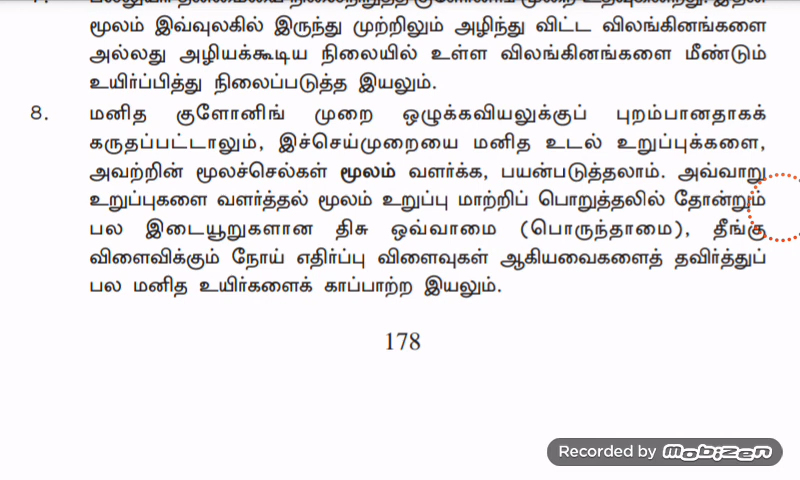 மூலம் இவ்வுலகில் இருந்து முற்றிலும் அழிந்து விட்ட விலங்கினங்களை
அல்லது அழியக்கூடிய நிலையில் உள்ள விலங்கினங்களை மீண்டும்
உயிர்ப்பித்து நிலைப்படுத்த இயலும்.
8. மனித குளோனிங் முறை ஒழுக்கவியலுக்குப் புறம்பானதாகக்
கருதப்பட்டாலும், இச்செய்முறையை மனித உடல் உறுப்புக்களை,
அவற்றின் மூலச்செல்கள் மூலம் வளர்க்க, பயன்படுத்தலாம். அவ்வாறு
உறுப்புகளை வளர்த்தல் மூலம் உறுப்பு மாற்றிப் பொறுத்தலில் தோன்றும்
பல இடையூறுகளான திசு ஒவ்வாமை (பொருந்தாமை), தீங்கு
விளைவிக்கும் நோய் எதிர்ப்பு விளைவுகள் ஆகியவைகளைத் தவிர்த்துப்
பல மனித உயிர்களைக் காப்பாற்ற இயலும்.
178
Recorded by mobizen